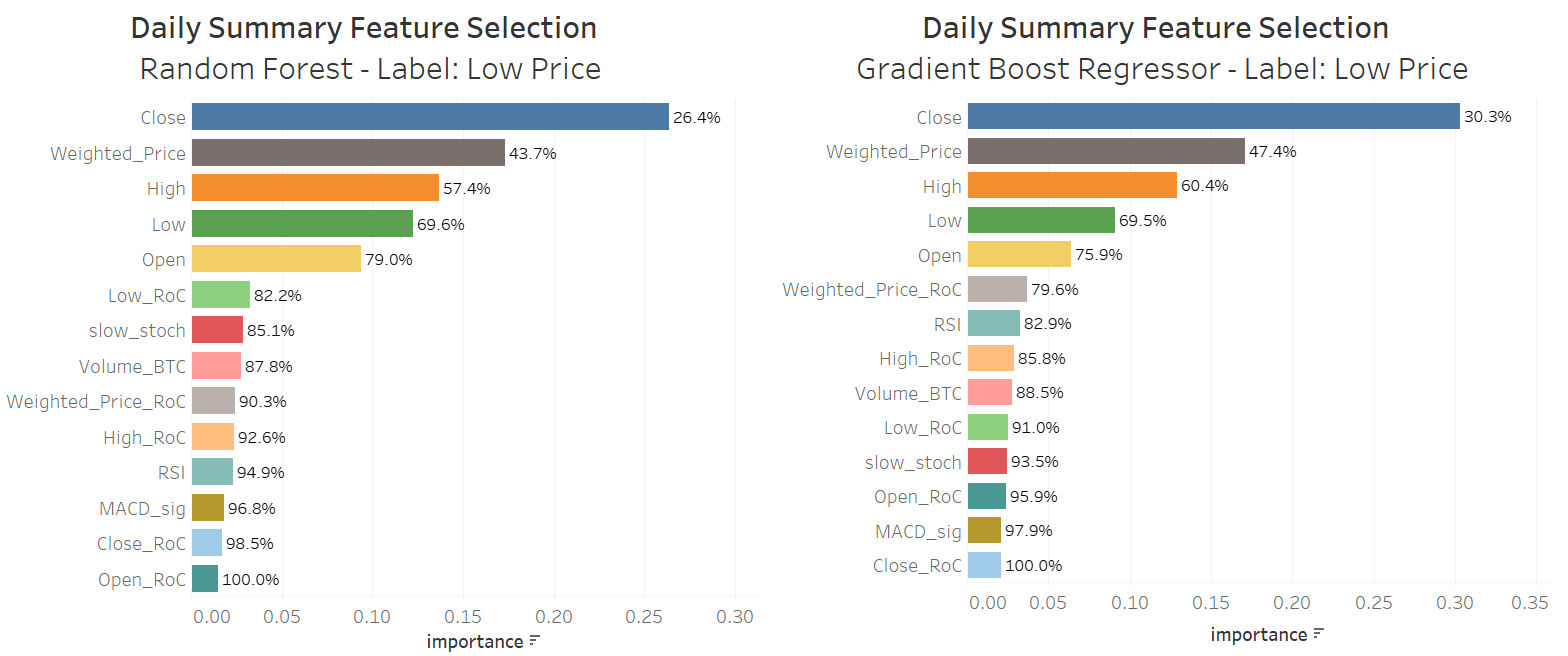 Daily Summary Feature Selection
Random Forest - Label: Low Price
Close 26.4%
Weighted_Price 43.7%
High 57.4%
Low 69.6%
Open 79.0%
Low_RoC 82.2%
slow_stoch 85.1%
Volume_BTC 87.8%
Weighted_Price_RoC 90.3%
High_RoC 92.6%
RSI 94.9%
MACD_sig 96.8%
Close_RoC 98.5%
Open_RoC 100.0%
0.00 0.05 0.10 0.15 0.20 0.25 0.30
importance
Daily Summary Feature Selection
Gradient Boost Regressor - Label: Low Price
Close 30.3%
Weighted_Price 47.4%
High 60.4%
Low 69.5%
Open 75.9%
Weighted_Price_RoC 79.6%
RSI 82.9%
High_RoC 85.8%
Volume_BTC 88.5%
Low_RoC 91.0%
slow_stoch 93.5%
Open_RoC 95.9%
MACD_sig 97.9%
Close_RoC 100.0%
0.00 0.05 0.10 0.15 0.20 0.25 0.30 0.35
importance